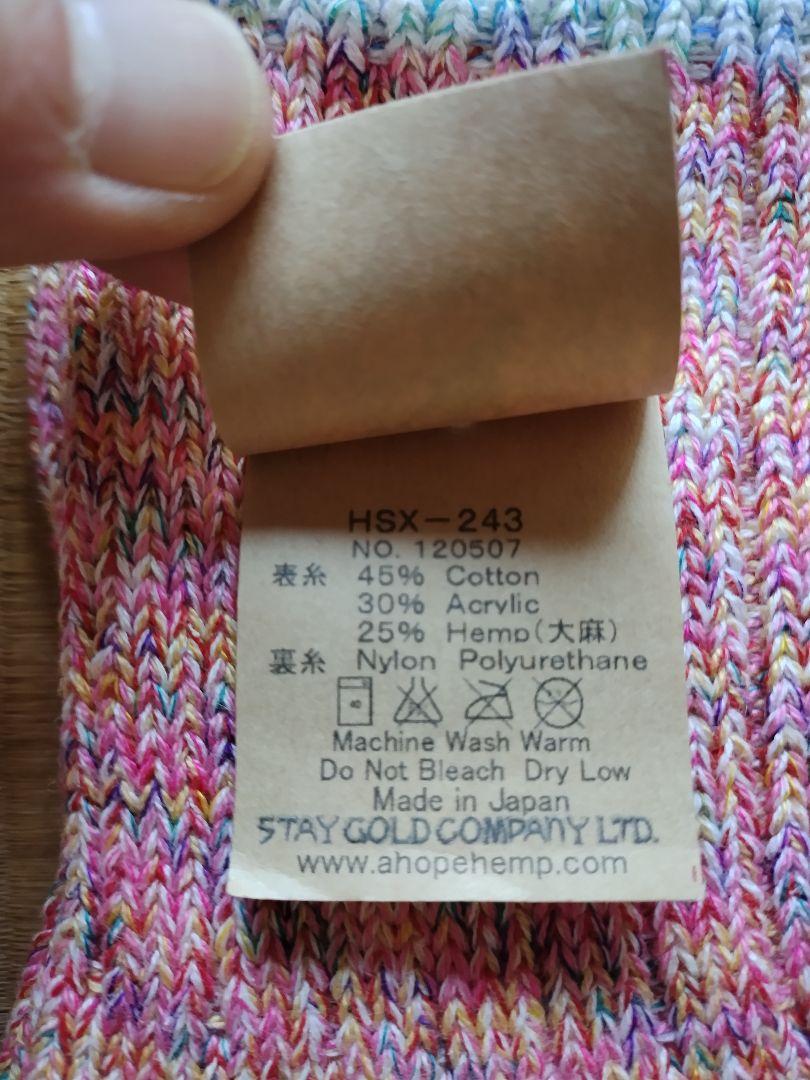 HSX-243
NO. 120507
表糸 45% Cotton
30% Acrylic
25% Hemp(大麻)
裏糸 Nylon Polyurethane
Machine Wash Warm
Do Not Bleach Dry Low
Made in Japan
STAY GOLD COMPANY LTD.
www.ahopehemp.com